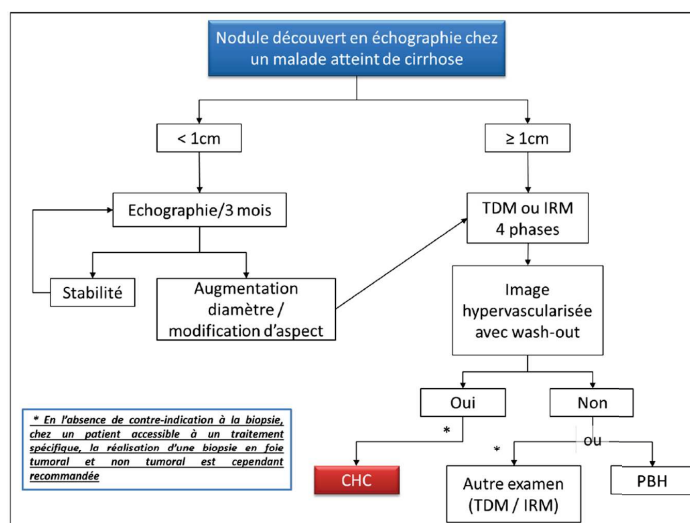 Nodule découvert en échographie chez
un malade atteint de cirrhose
< 1cm
≥ 1cm
Echographie/3 mois
TDM ou IRM
4 phases
Stabilité
Augmentation
diamètre /
modification d'aspect
Image
hypervascularisée
avec wash-out
Oui
Non
*
ou
*
* En l'absence de contre-indication à la biopsie,
chez un patient accessible à un traitement
spécifique, la réalisation d'une biopsie en foie
tumoral et non tumoral est cependant
recommandée
CHC
Autre examen
(TDM / IRM)
PBH